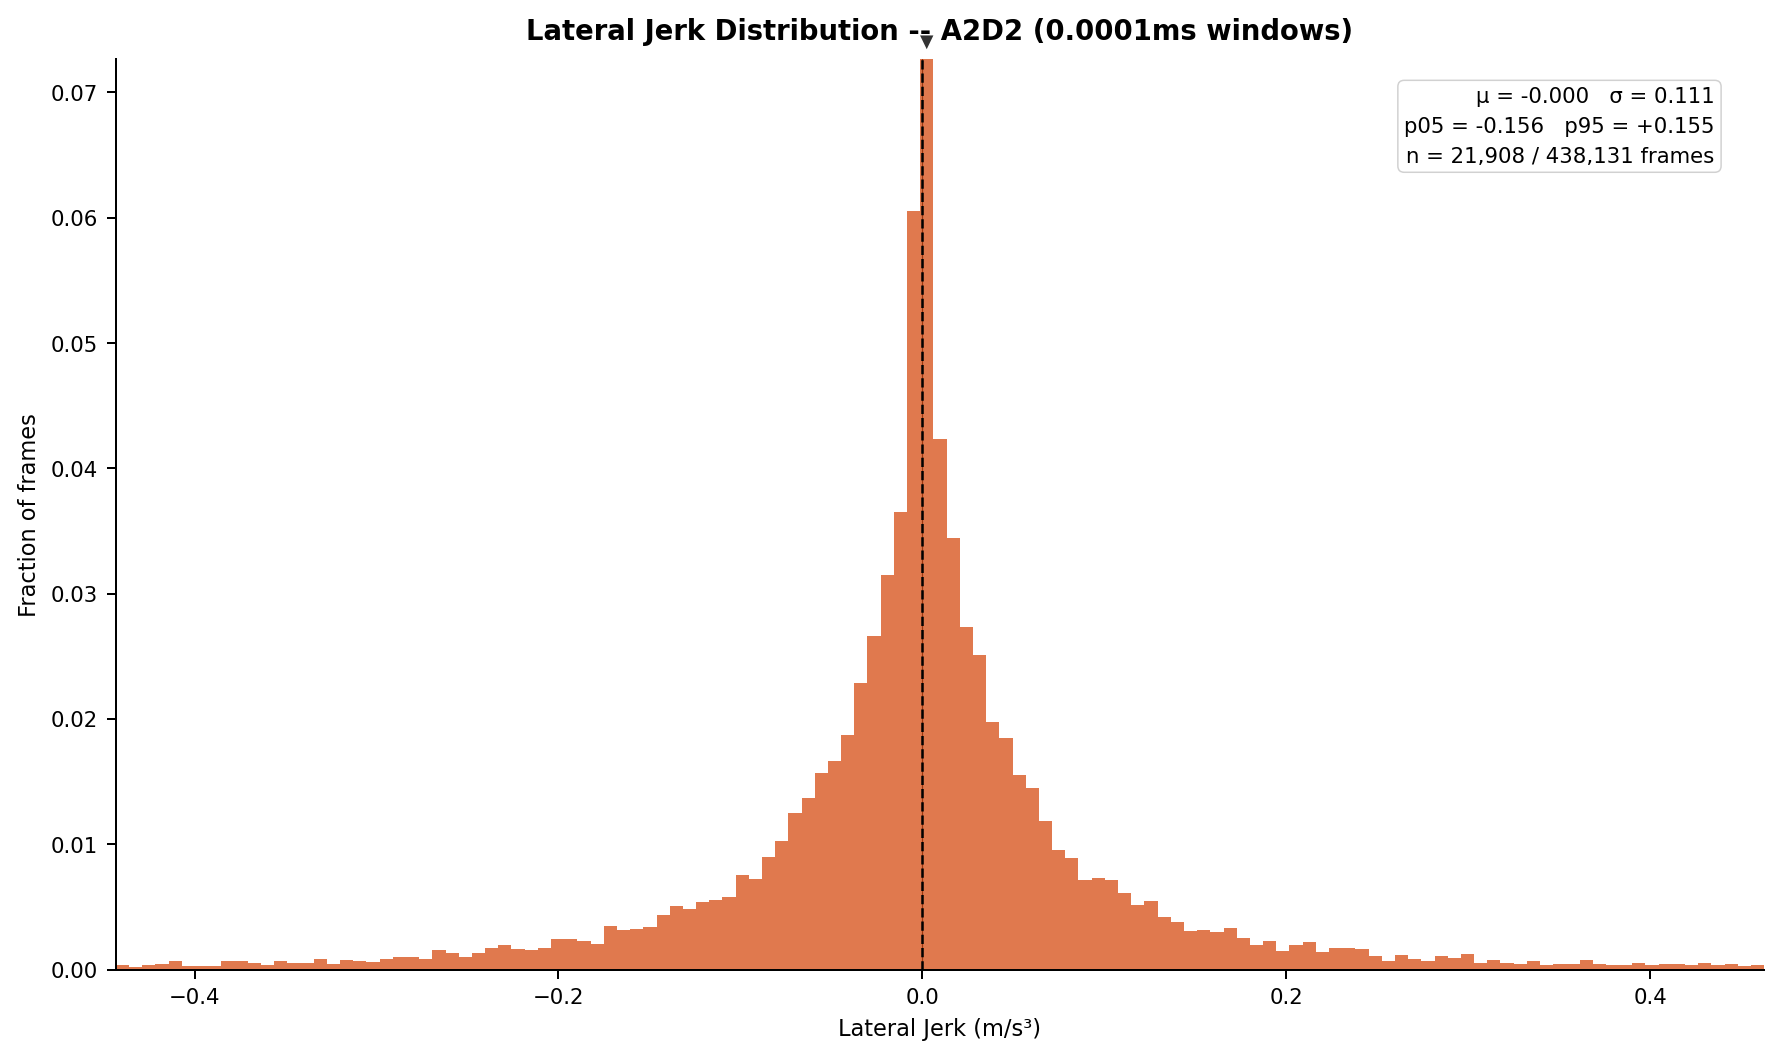 Lateral Jerk Distribution -- A2D2 (0.0001ms windows)
μ = -0.000   σ = 0.111
p05 = -0.156   p95 = +0.155
n = 21,908 / 438,131 frames
Fraction of frames
0.07
0.06
0.05
0.04
0.03
0.02
0.01
0.00
−0.4
−0.2
0.0
0.2
0.4
Lateral Jerk (m/s³)